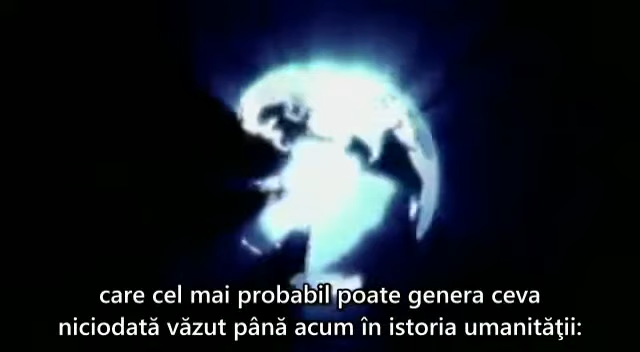 care cel mai probabil poate genera ceva
niciodată văzut până acum în istoria umanităţii: